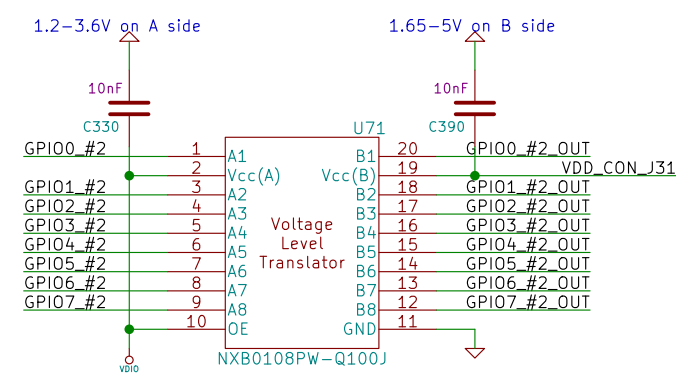 1.2-3.6V on A side
1.65-5V on B side
10nF
10nF
C330
C390
U71
GPIO0_#2 1 A1 B1 20 GPIO0_#2_OUT
2 Vcc(A) Vcc(B) 19 VDD_CON_J31
GPIO1_#2 3 A2 B2 18 GPIO1_#2_OUT
GPIO2_#2 4 A3 B3 17 GPIO2_#2_OUT
GPIO3_#2 5 A4 B4 16 GPIO3_#2_OUT
GPIO4_#2 6 A5 B5 15 GPIO4_#2_OUT
GPIO5_#2 7 A6 B6 14 GPIO5_#2_OUT
GPIO6_#2 8 A7 B7 13 GPIO6_#2_OUT
GPIO7_#2 9 A8 B8 12 GPIO7_#2_OUT
10 OE GND 11
Voltage
Level
Translator
NXB0108PW-Q100J
VDPIO